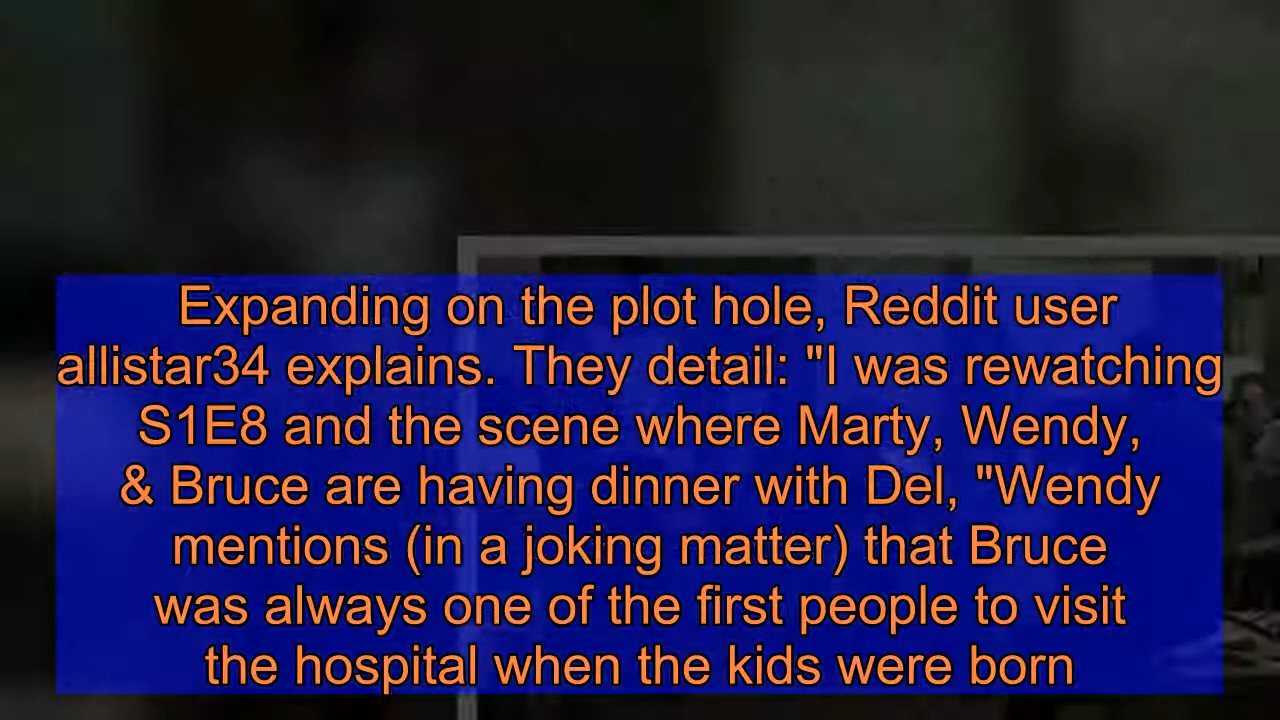 Expanding on the plot hole, Reddit user
allistar34 explains. They detail: "I was rewatching
S1E8 and the scene where Marty, Wendy,
& Bruce are having dinner with Del, "Wendy
mentions (in a joking matter) that Bruce
was always one of the first people to visit
the hospital when the kids were born